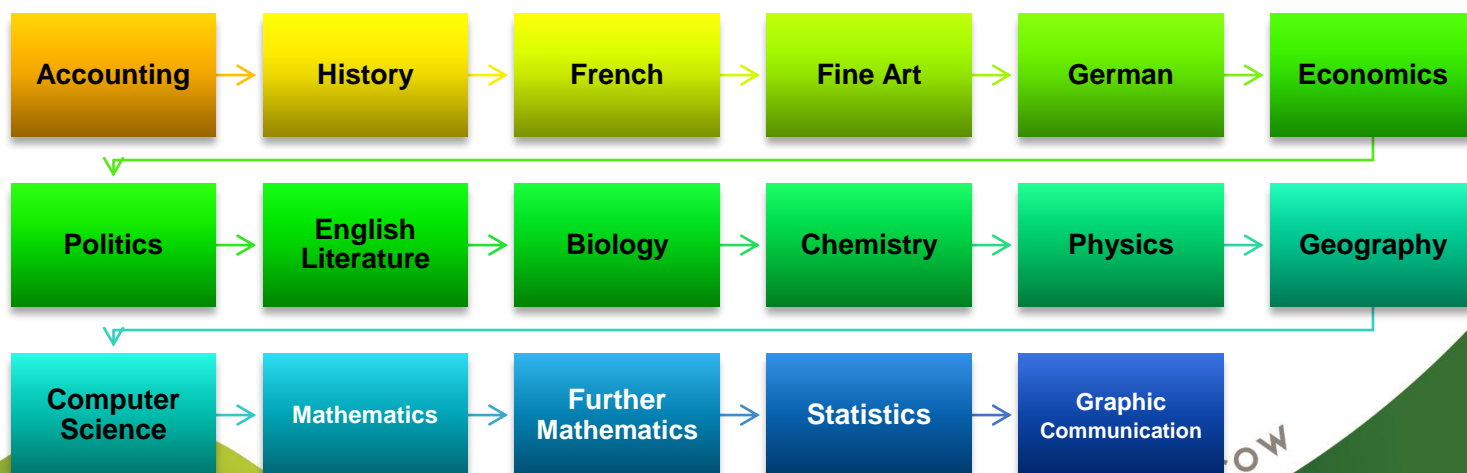 Accounting
History
French
Fine Art
German
Economics
Politics
English
Literature
Biology
Chemistry
Physics
Geography
Computer
Science
Mathematics
Further
Mathematics
Statistics
Graphic
Communication